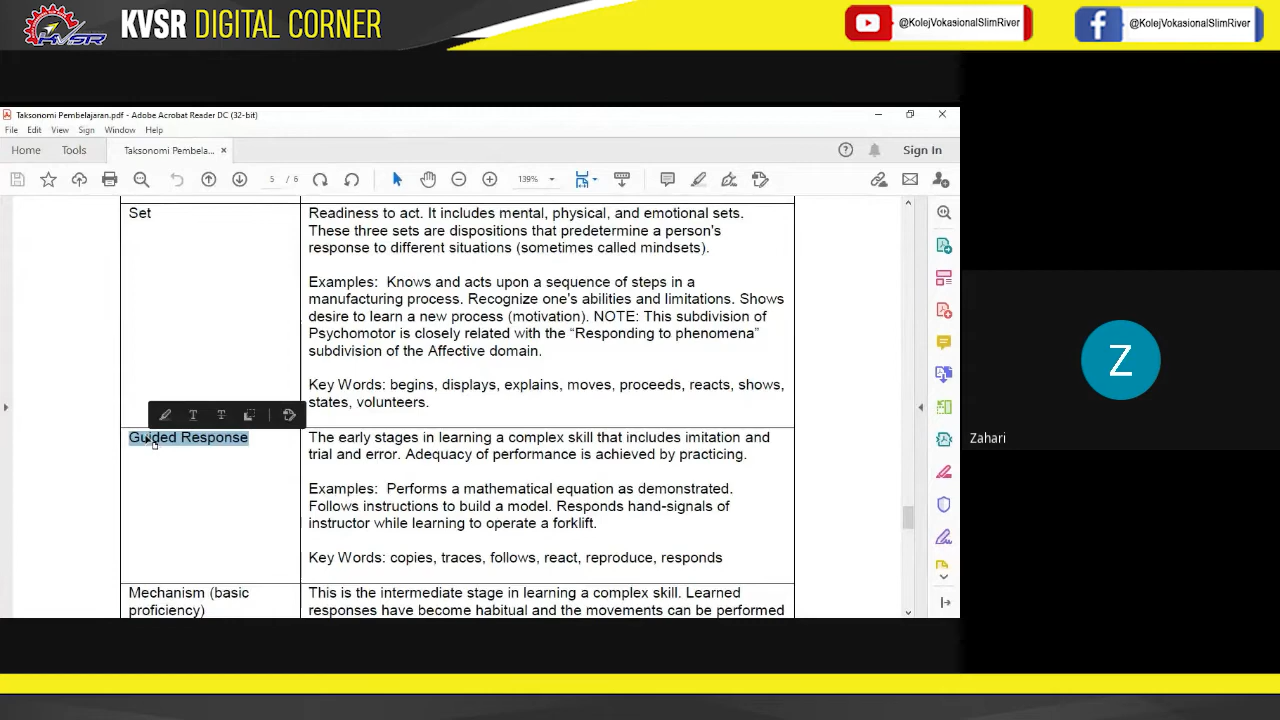 KVSR DIGITAL CORNER
@KolejVokasionalSlimRiver
@KolejVokasionalSlimRiver
KVSR
Taksonomi Pembelajaran.pdf - Adobe Acrobat Reader DC (32-bit)
File Edit View Sign Window Help
Home Tools Taksonomi Pembela... × Sign In
5 / 6 139%
Set
Readiness to act. It includes mental, physical, and emotional sets.
These three sets are dispositions that predetermine a person's
response to different situations (sometimes called mindsets).
Examples: Knows and acts upon a sequence of steps in a
manufacturing process. Recognize one's abilities and limitations. Shows
desire to learn a new process (motivation). NOTE: This subdivision of
Psychomotor is closely related with the “Responding to phenomena”
subdivision of the Affective domain.
Key Words: begins, displays, explains, moves, proceeds, reacts, shows,
states, volunteers.
Guided Response
The early stages in learning a complex skill that includes imitation and
trial and error. Adequacy of performance is achieved by practicing.
Examples: Performs a mathematical equation as demonstrated.
Follows instructions to build a model. Responds hand-signals of
instructor while learning to operate a forklift.
Key Words: copies, traces, follows, react, reproduce, responds
Mechanism (basic
proficiency)
This is the intermediate stage in learning a complex skill. Learned
responses have become habitual and the movements can be performed
Z
Zahari